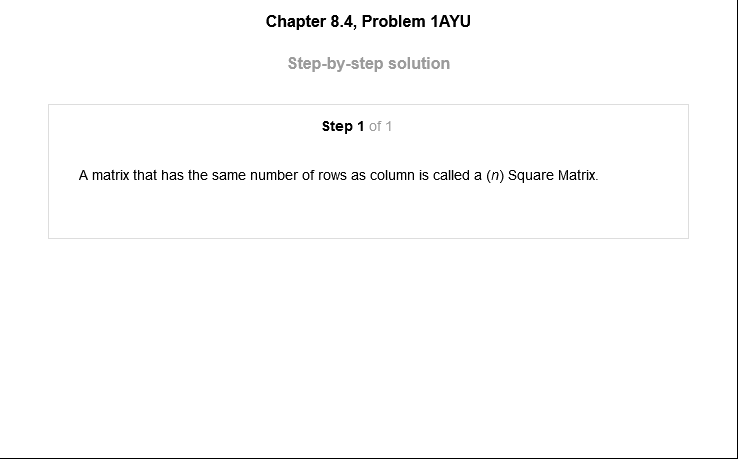 Chapter 8.4, Problem 1AYU
Step-by-step solution
Step 1 of 1
A matrix that has the same number of rows as column is called a (n) Square Matrix.